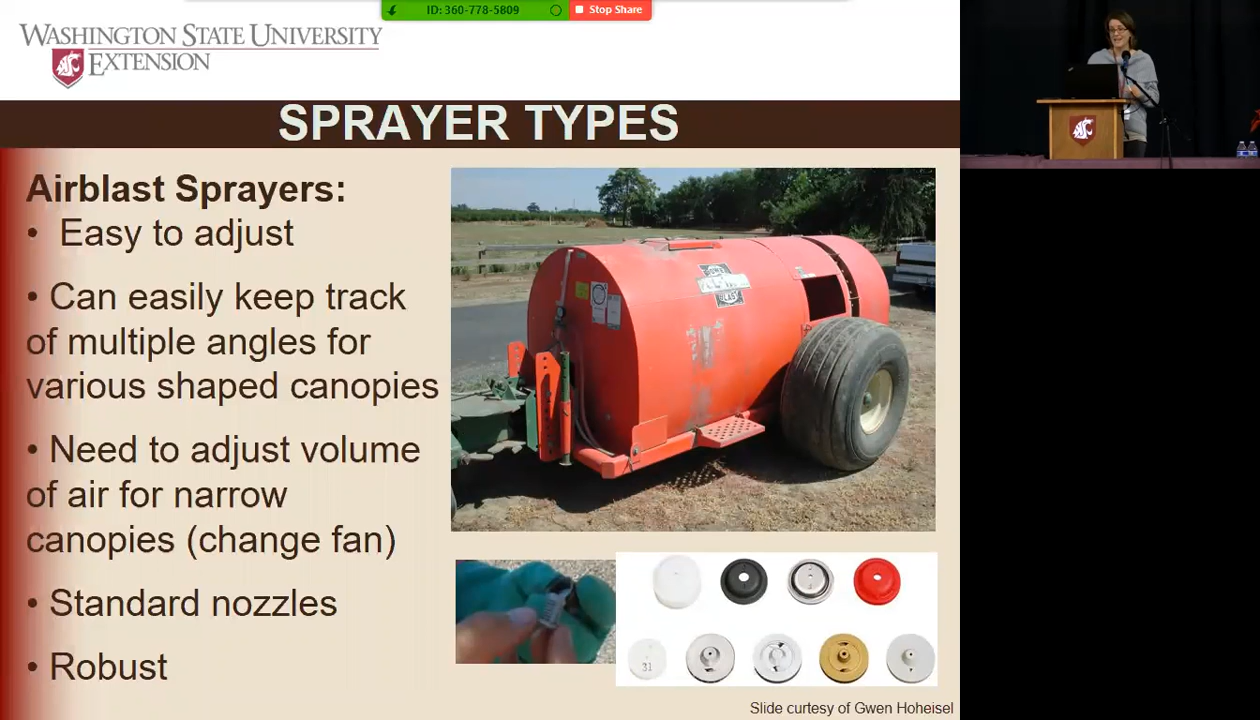 ID: 360-778-5809
Stop Share
WASHINGTON STATE UNIVERSITY
EXTENSION
SPRAYER TYPES
Airblast Sprayers:
• Easy to adjust
• Can easily keep track
of multiple angles for
various shaped canopies
• Need to adjust volume
of air for narrow
canopies (change fan)
• Standard nozzles
• Robust
BLAST
31
Slide curtesy of Gwen Hoheisel